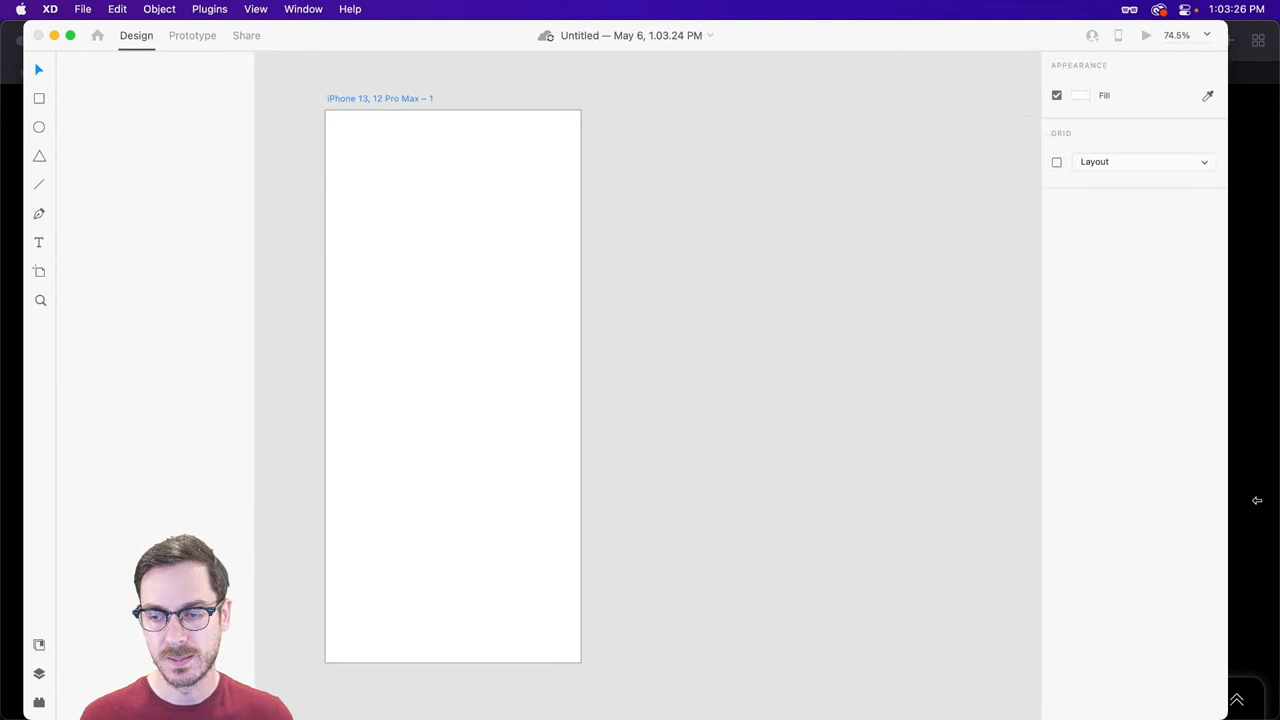 XD File Edit Object Plugins View Window Help 1:03:26 PM
Design Prototype Share Untitled — May 6, 1.03.24 PM 74.5%
APPEARANCE
Fill
GRID
Layout
iPhone 13, 12 Pro Max – 1
T